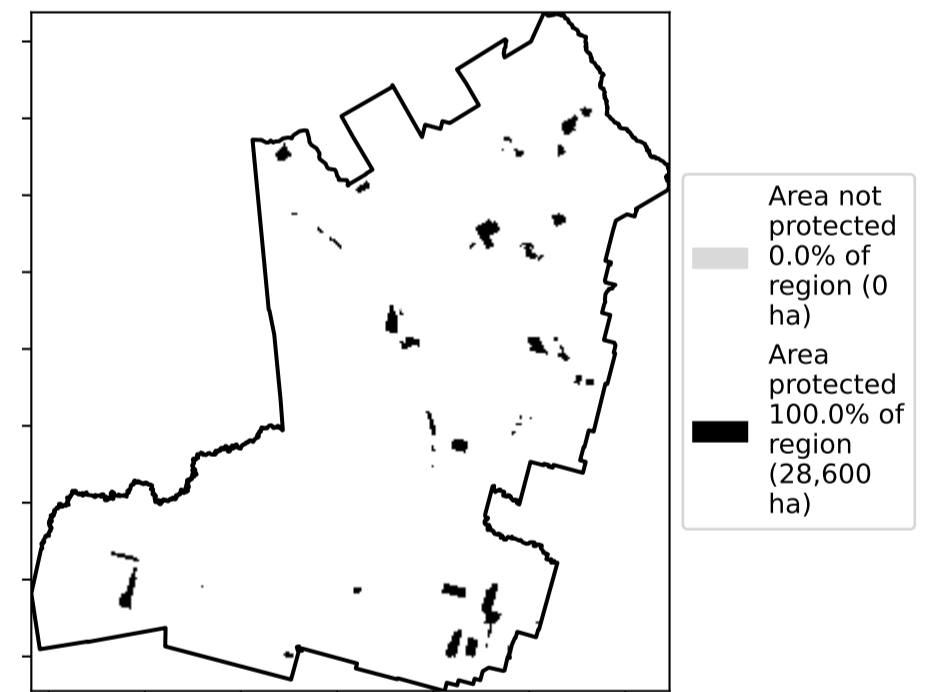 Area not
protected
0.0% of
region (0
ha)
Area
protected
100.0% of
region
(28,600
ha)